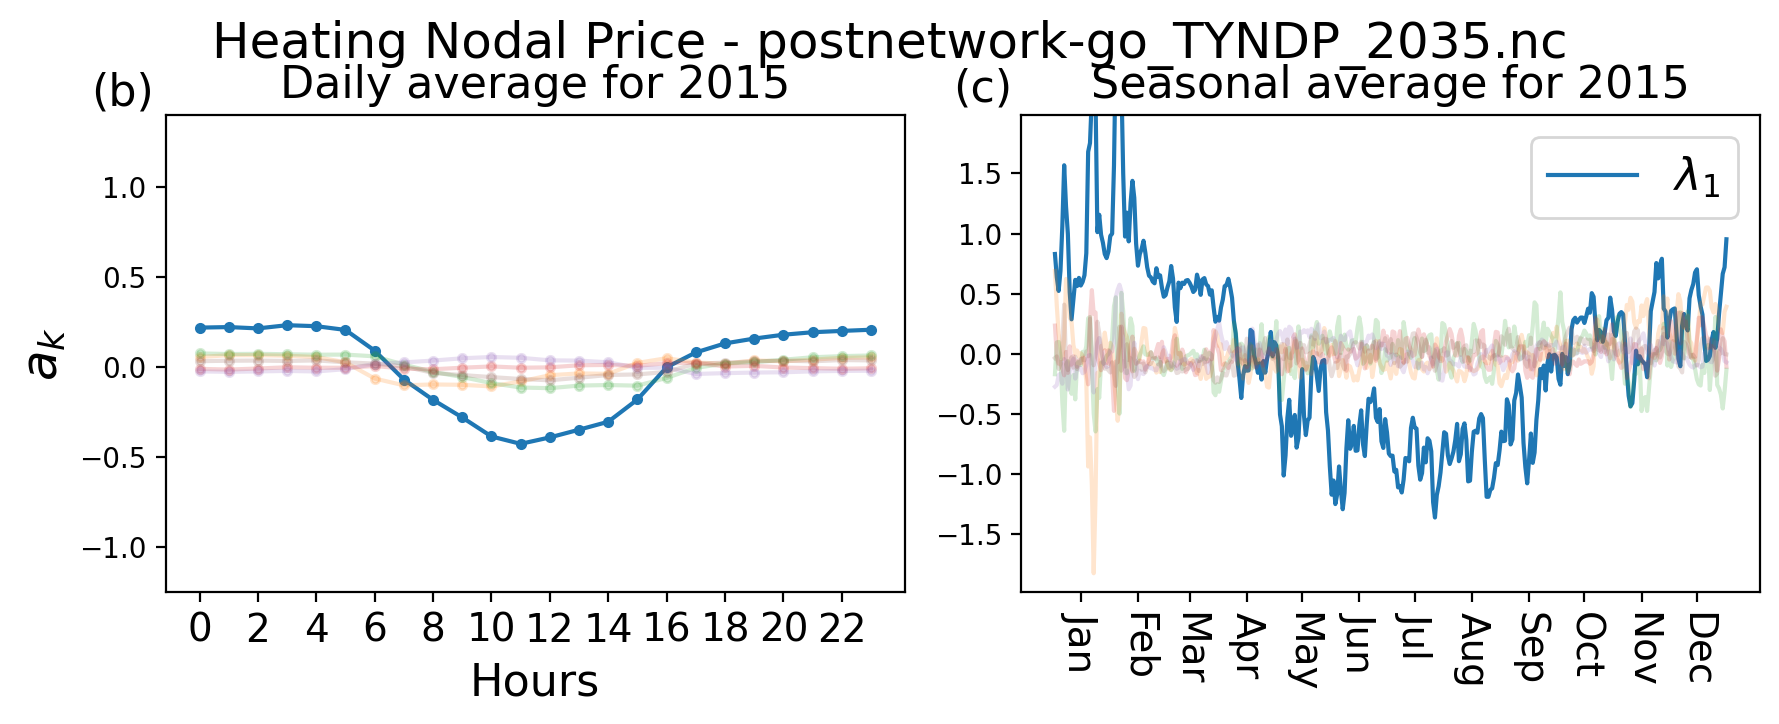 Heating Nodal Price - postnetwork-go_TYNDP_2035.nc
(b) Daily average for 2015
1.0
0.5
0.0
−0.5
−1.0
a_k
0 2 4 6 8 10 12 14 16 18 20 22
Hours
(c) Seasonal average for 2015
λ₁
1.5
1.0
0.5
0.0
−0.5
−1.0
−1.5
Jan Feb Mar Apr May Jun Jul Aug Sep Oct Nov Dec